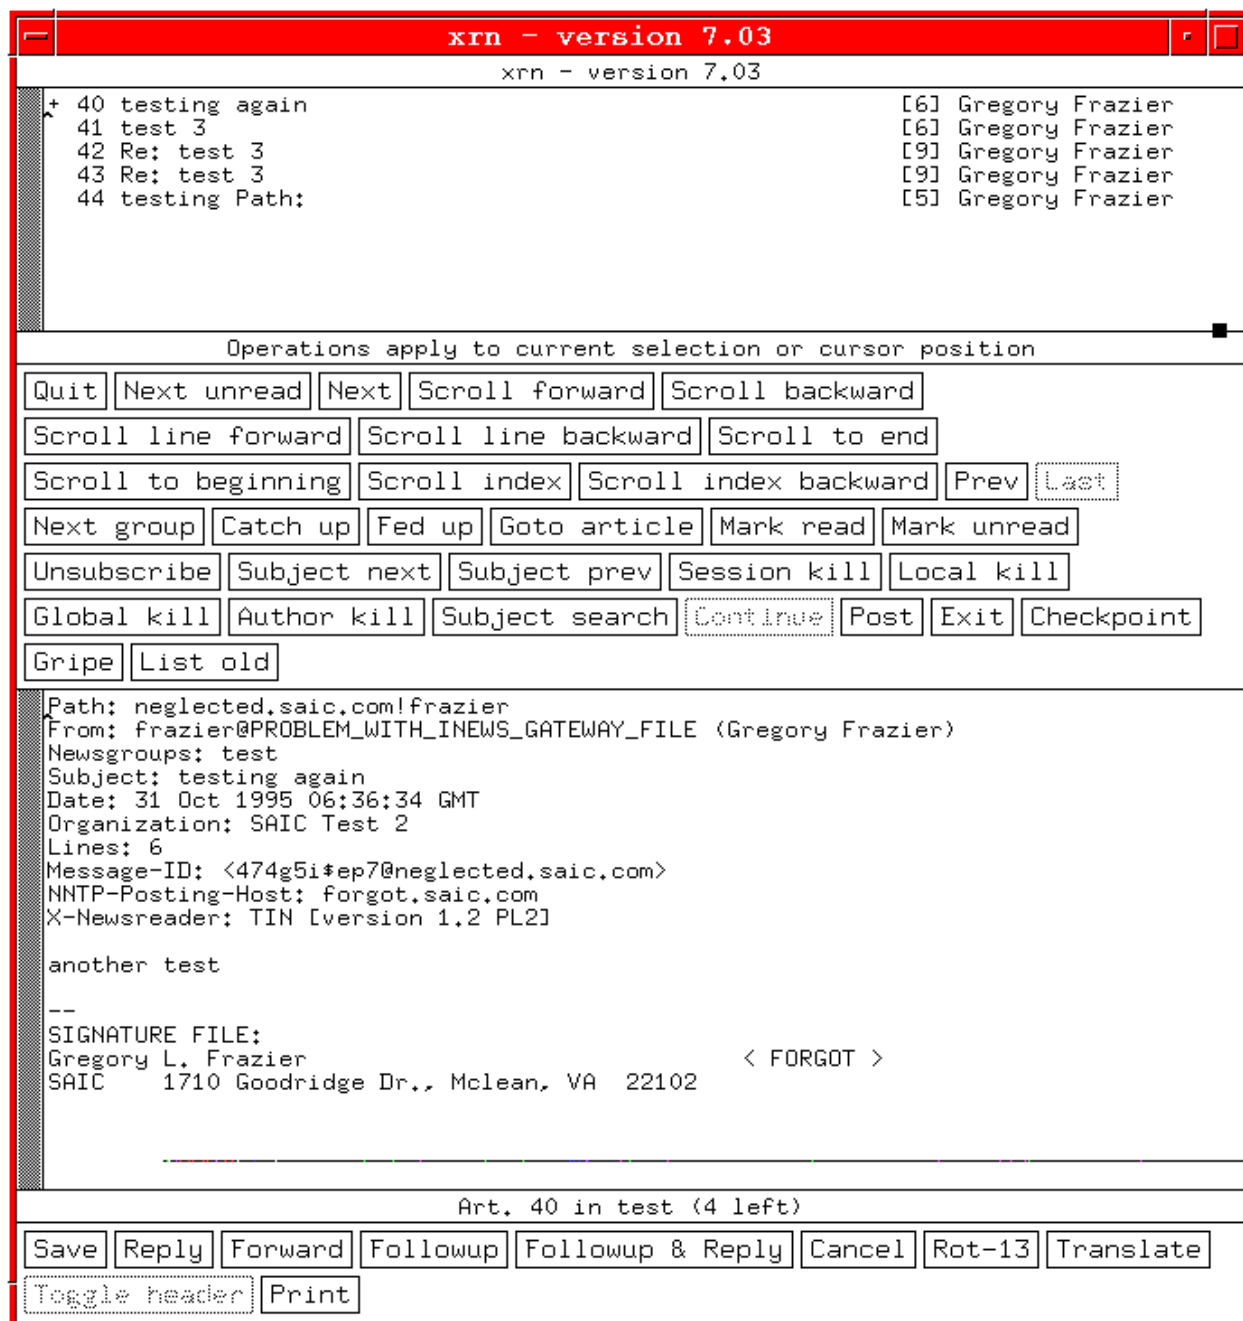 xrn - version 7.03
xrn - version 7.03
+ 40 testing again [6] Gregory Frazier
41 test 3 [6] Gregory Frazier
42 Re: test 3 [9] Gregory Frazier
43 Re: test 3 [9] Gregory Frazier
44 testing Path: [5] Gregory Frazier
Operations apply to current selection or cursor position
Quit Next unread Next Scroll forward Scroll backward
Scroll line forward Scroll line backward Scroll to end
Scroll to beginning Scroll index Scroll index backward Prev Last
Next group Catch up Fed up Goto article Mark read Mark unread
Unsubscribe Subject next Subject prev Session kill Local kill
Global kill Author kill Subject search Continue Post Exit Checkpoint
Gripe List old
Path: neglected.saic.com!frazier
From: frazier@PROBLEM_WITH_INEWS_GATEWAY_FILE (Gregory Frazier)
Newsgroups: test
Subject: testing again
Date: 31 Oct 1995 06:36:34 GMT
Organization: SAIC Test 2
Lines: 6
Message-ID: <474g5i$ep7@neglected.saic.com>
NNTP-Posting-Host: forgot.saic.com
X-Newsreader: TIN [version 1.2 PL2]
another test
--
SIGNATURE FILE:
Gregory L. Frazier < FORGOT >
SAIC 1710 Goodridge Dr., Mclean, VA 22102
Art. 40 in test (4 left)
Save Reply Forward Followup Followup & Reply Cancel Rot-13 Translate
Toggle header Print